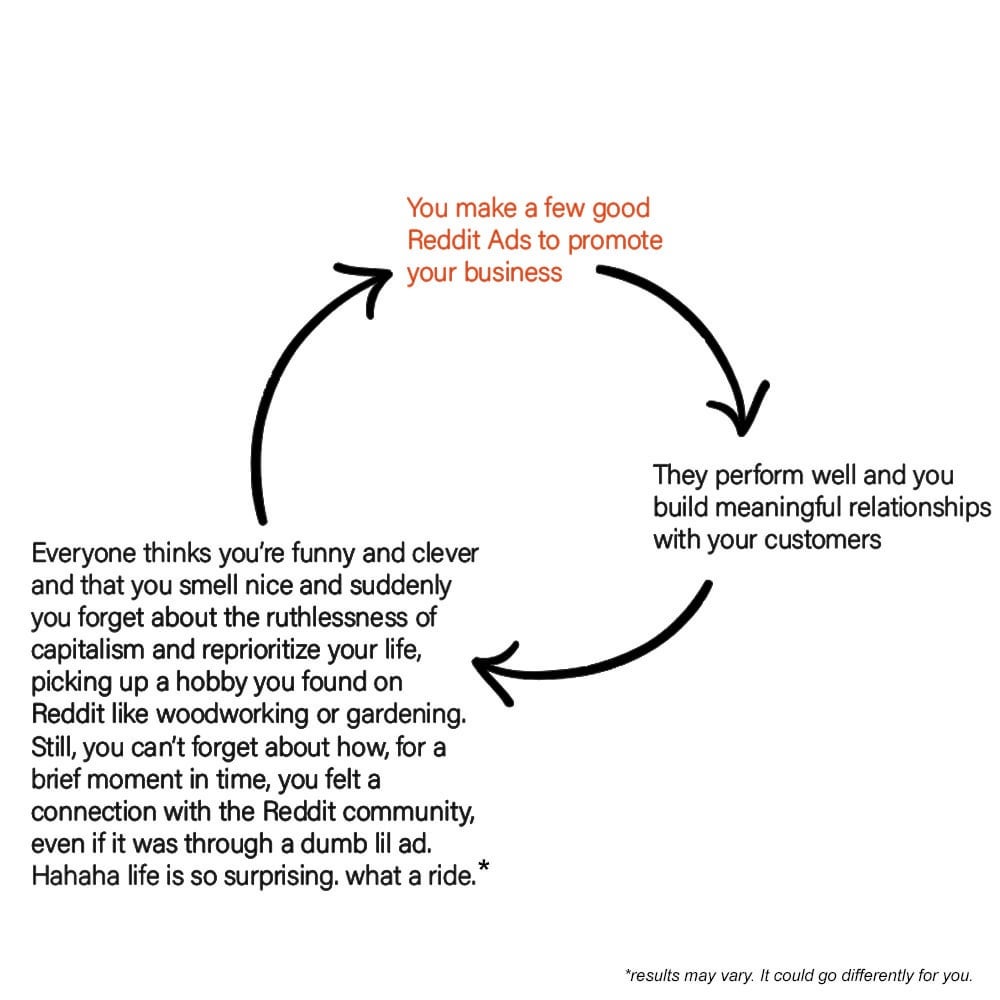 You make a few good
Reddit Ads to promote
your business
They perform well and you
build meaningful relationships
with your customers
Everyone thinks you're funny and clever
and that you smell nice and suddenly
you forget about the ruthlessness of
capitalism and reprioritize your life,
picking up a hobby you found on
Reddit like woodworking or gardening.
Still, you can't forget about how, for a
brief moment in time, you felt a
connection with the Reddit community,
even if it was through a dumb lil ad.
Hahaha life is so surprising. what a ride.*
*results may vary. It could go differently for you.